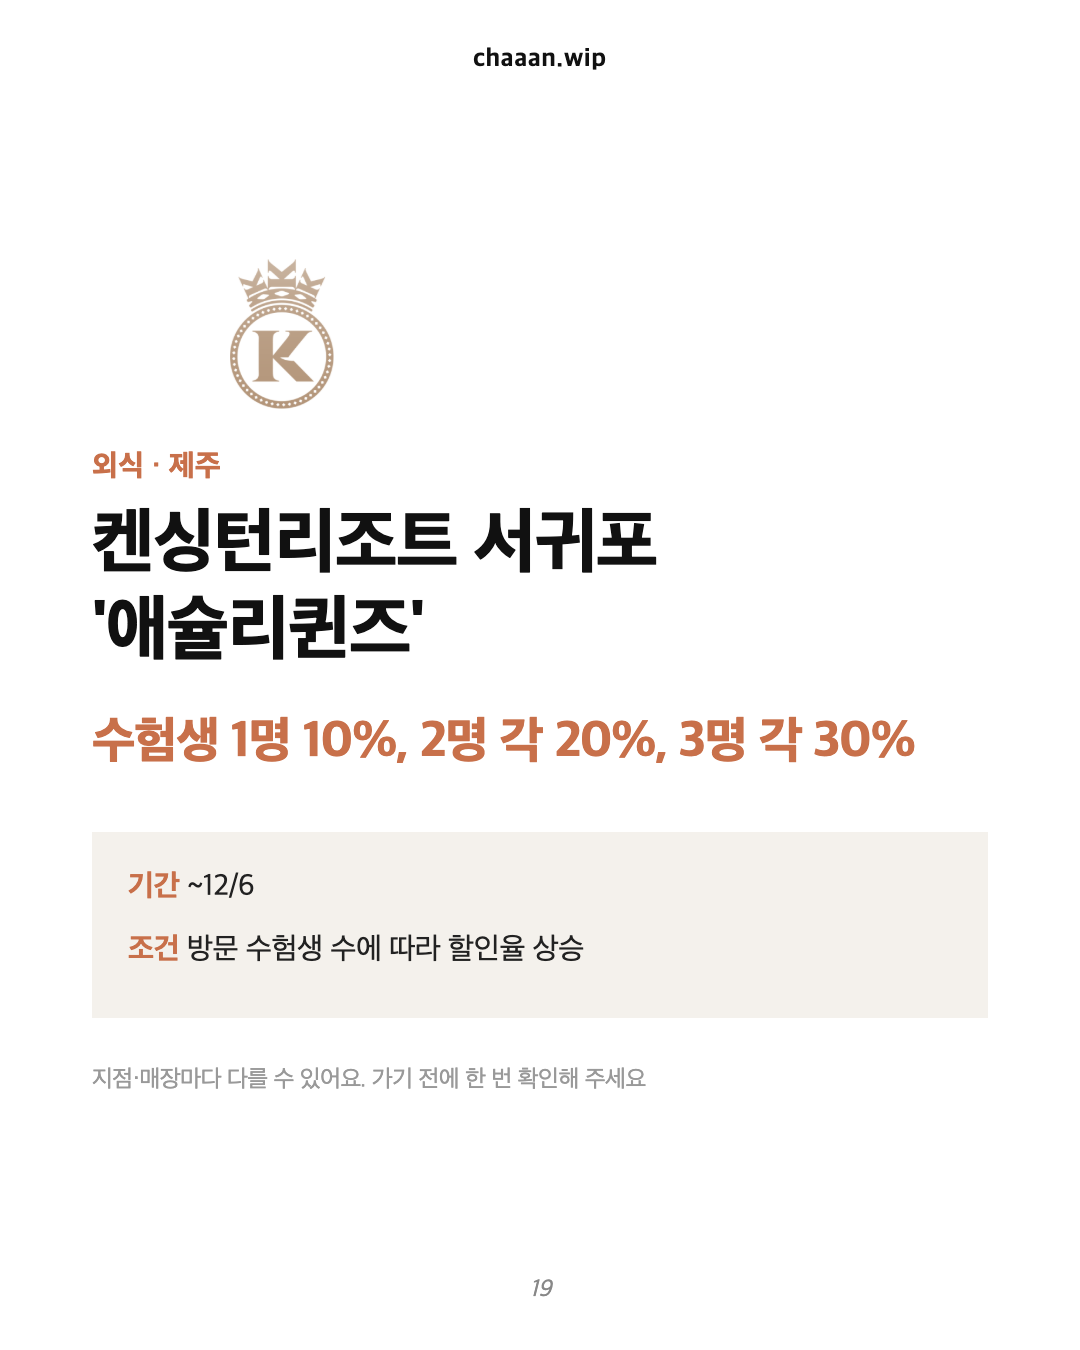 chaaan.wip
K
외식 · 제주
켄싱턴리조트 서귀포
'애슐리퀸즈'
수험생 1명 10%, 2명 각 20%, 3명 각 30%
기간 ~12/6
조건 방문 수험생 수에 따라 할인율 상승
지점·매장마다 다를 수 있어요. 가기 전에 한 번 확인해 주세요
19